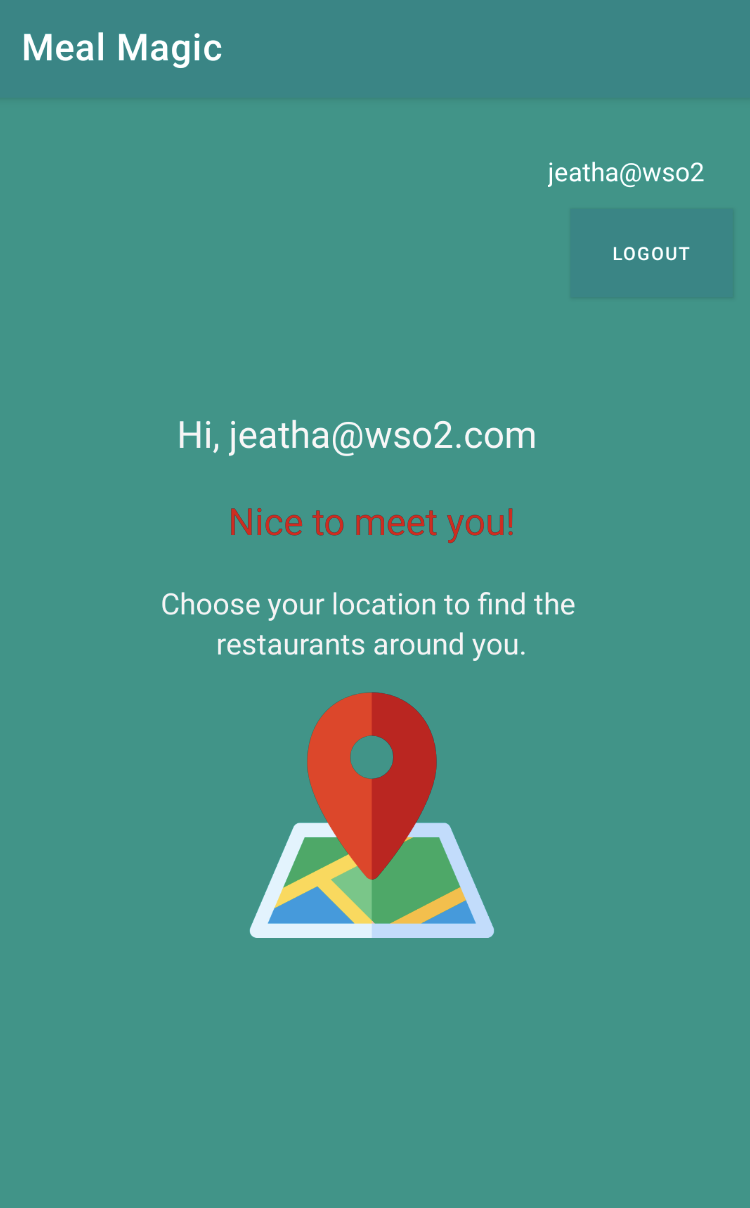 Meal Magic
jeatha@wso2
LOGOUT
Hi, jeatha@wso2.com
Nice to meet you!
Choose your location to find the
restaurants around you.